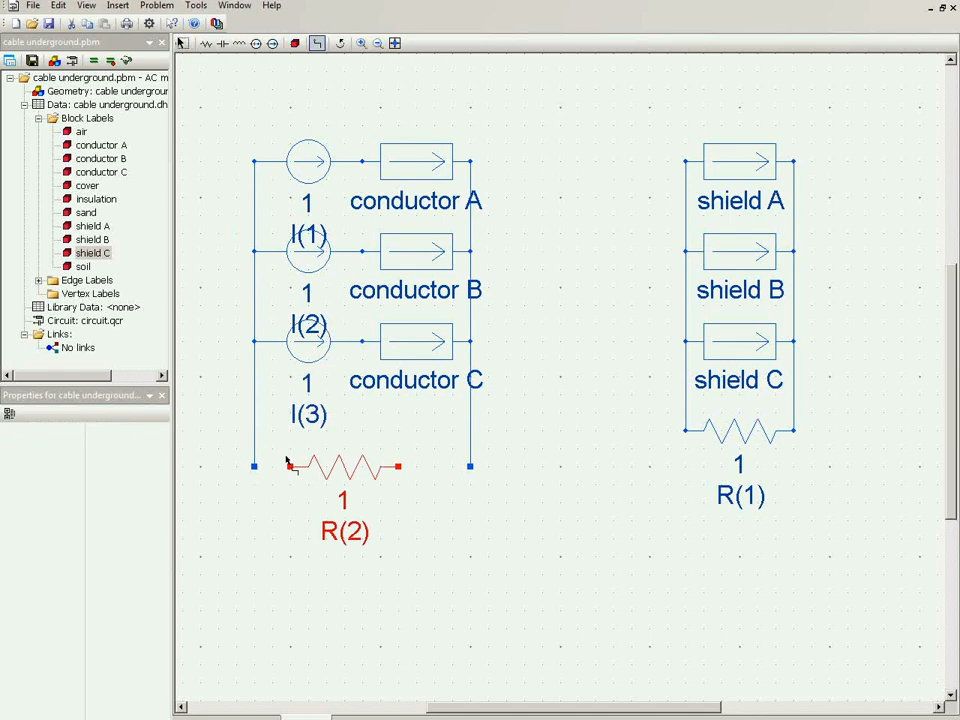 File Edit View Insert Problem Tools Window Help
cable underground.pbm
cable underground.pbm - AC m
Geometry: cable undergrour
Data: cable underground.dh
Block Labels
air
conductor A
conductor B
conductor C
cover
insulation
sand
shield A
shield B
shield C
soil
Edge Labels
Vertex Labels
Library Data: <none>
Circuit: circuit.qcr
Links:
No links
Properties for cable underground...
1
I(1)
conductor A
1
I(2)
conductor B
1
I(3)
conductor C
1
R(2)
shield A
shield B
shield C
1
R(1)